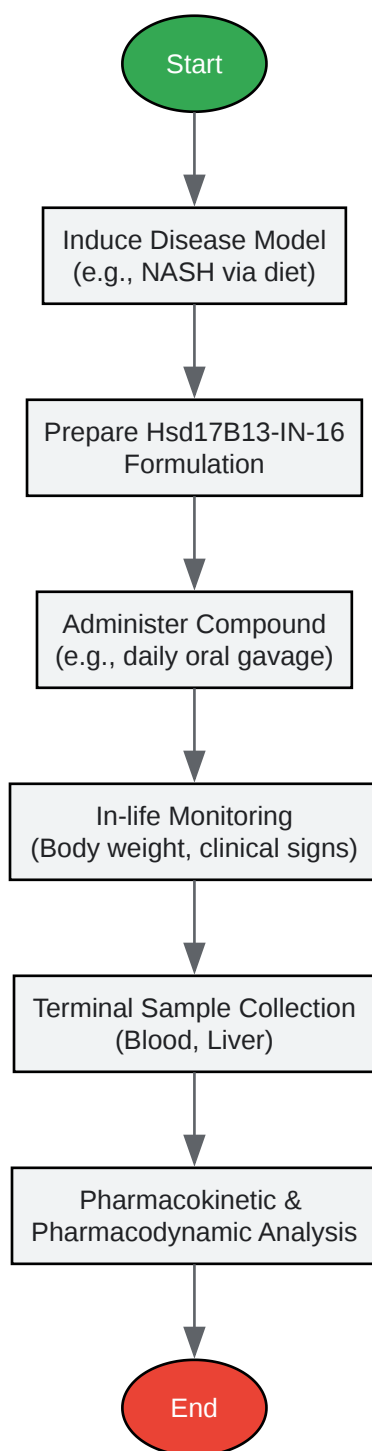 Start
Induce Disease Model
(e.g., NASH via diet)
Prepare Hsd17B13-IN-16
Formulation
Administer Compound
(e.g., daily oral gavage)
In-life Monitoring
(Body weight, clinical signs)
Terminal Sample Collection
(Blood, Liver)
Pharmacokinetic &
Pharmacodynamic Analysis
End